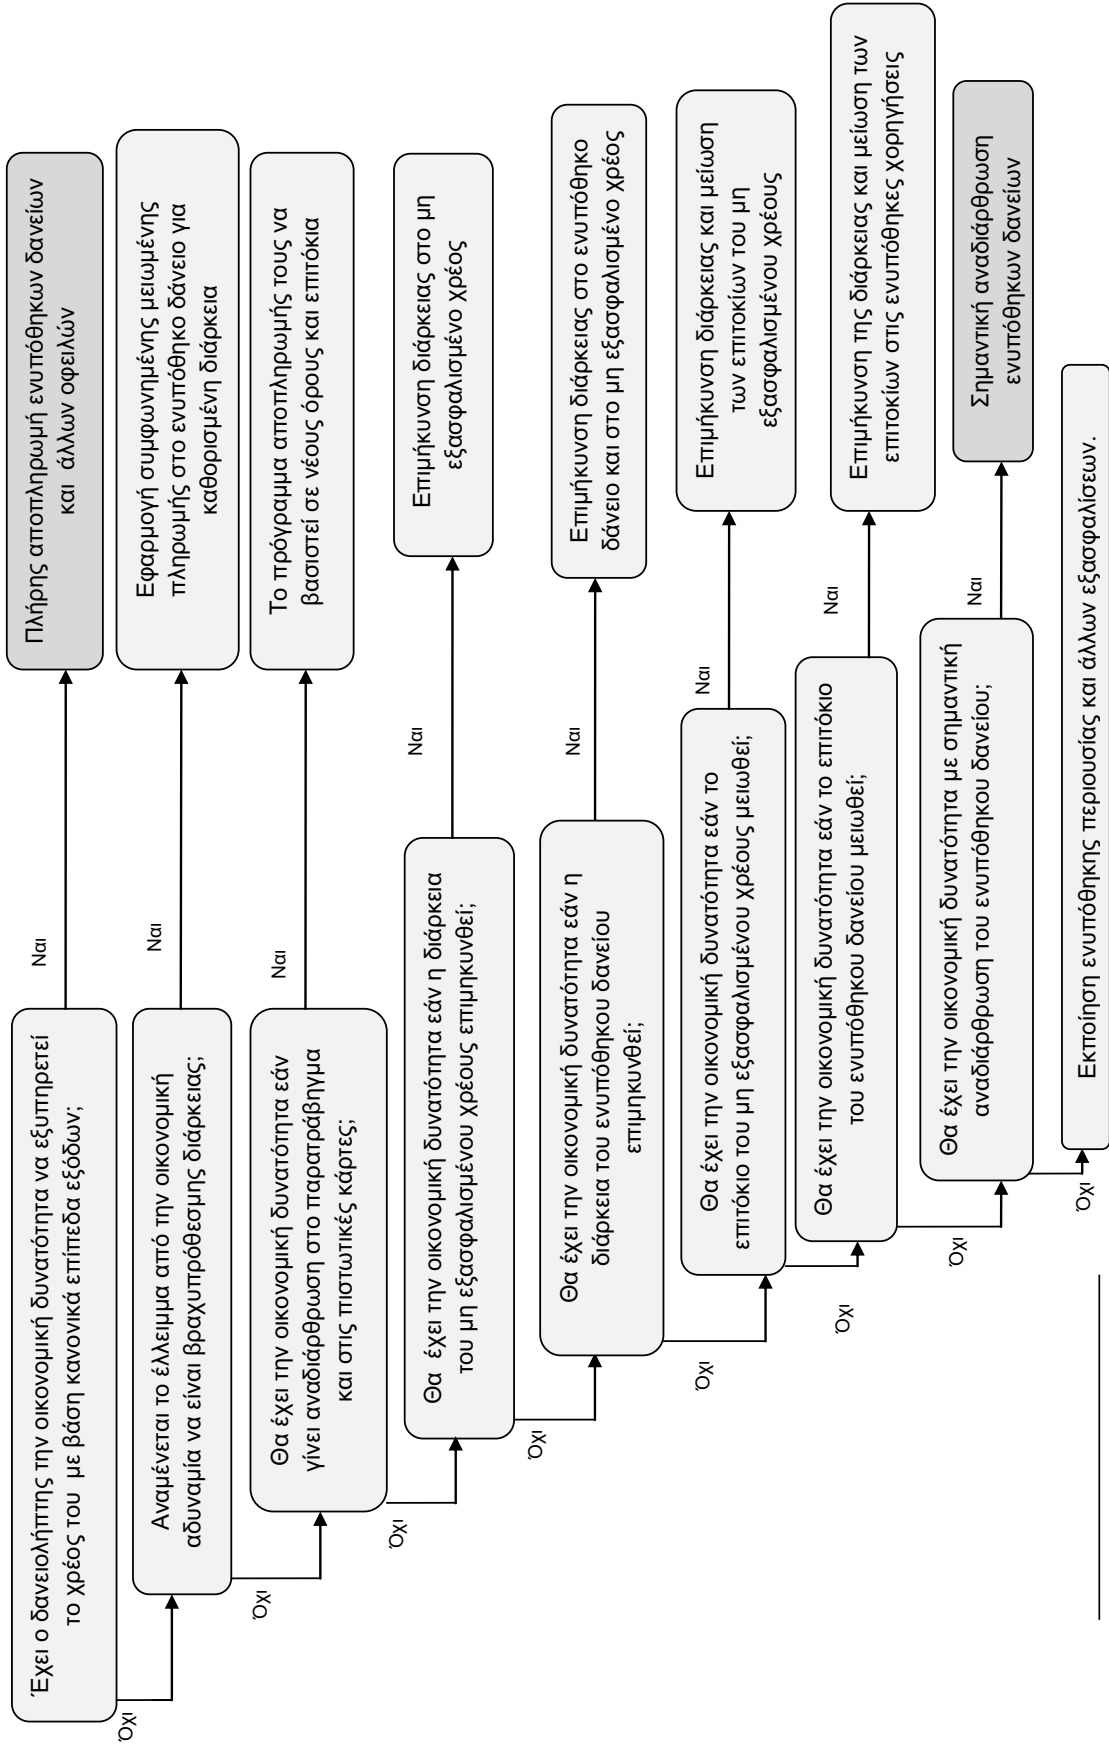 Έχει ο δανειολήπτης την οικονομική δυνατότητα να εξυπηρετεί
το χρέος του με βάση κανονικά επίπεδα εξόδων;
Ναι
Πλήρης αποπληρωμή ενυπόθηκων δανείων
και άλλων οφειλών
Όχι
Αναμένεται το έλλειμμα από την οικονομική
αδυναμία να είναι βραχυπρόθεσμης διάρκειας;
Ναι
Εφαρμογή συμφωνημένης μειωμένης
πληρωμής στο ενυπόθηκο δάνειο για
καθορισμένη διάρκεια
Όχι
Θα έχει την οικονομική δυνατότητα εάν
γίνει αναδιάρθρωση στο παρατράβηγμα
και στις πιστωτικές κάρτες;
Ναι
Το πρόγραμμα αποπληρωμής τους να
βασιστεί σε νέους όρους και επιτόκια
Όχι
Θα έχει την οικονομική δυνατότητα εάν η διάρκεια
του μη εξασφαλισμένου χρέους επιμηκυνθεί;
Ναι
Επιμήκυνση διάρκειας στο μη
εξασφαλισμένο χρέος
Όχι
Θα έχει την οικονομική δυνατότητα εάν η
διάρκεια του ενυπόθηκου δανείου
επιμηκυνθεί;
Ναι
Επιμήκυνση διάρκειας στο ενυπόθηκο
δάνειο και στο μη εξασφαλισμένο χρέος
Όχι
Θα έχει την οικονομική δυνατότητα εάν το
επιτοκιο του μη εξασφαλισμένου χρέους μειωθεί;
Ναι
Επιμήκυνση διάρκειας και μείωση
των επιτοκίων του μη
εξασφαλισμένου χρέους
Όχι
Θα έχει την οικονομική δυνατότητα εάν το επιτόκιο
του ενυπόθηκου δανείου μειωθεί;
Ναι
Επιμήκυνση της διάρκειας και μείωση των
επιτοκίων στις ενυπόθηκες χορηγήσεις
Όχι
Θα έχει την οικονομική δυνατότητα με σημαντική
αναδιάρθρωση του ενυπόθηκου δανείου;
Ναι
Σημαντική αναδιάρθρωση
ενυπόθηκων δανείων
Όχι
Εκποίηση ενυπόθηκης περιουσίας και άλλων εξασφαλίσεων.